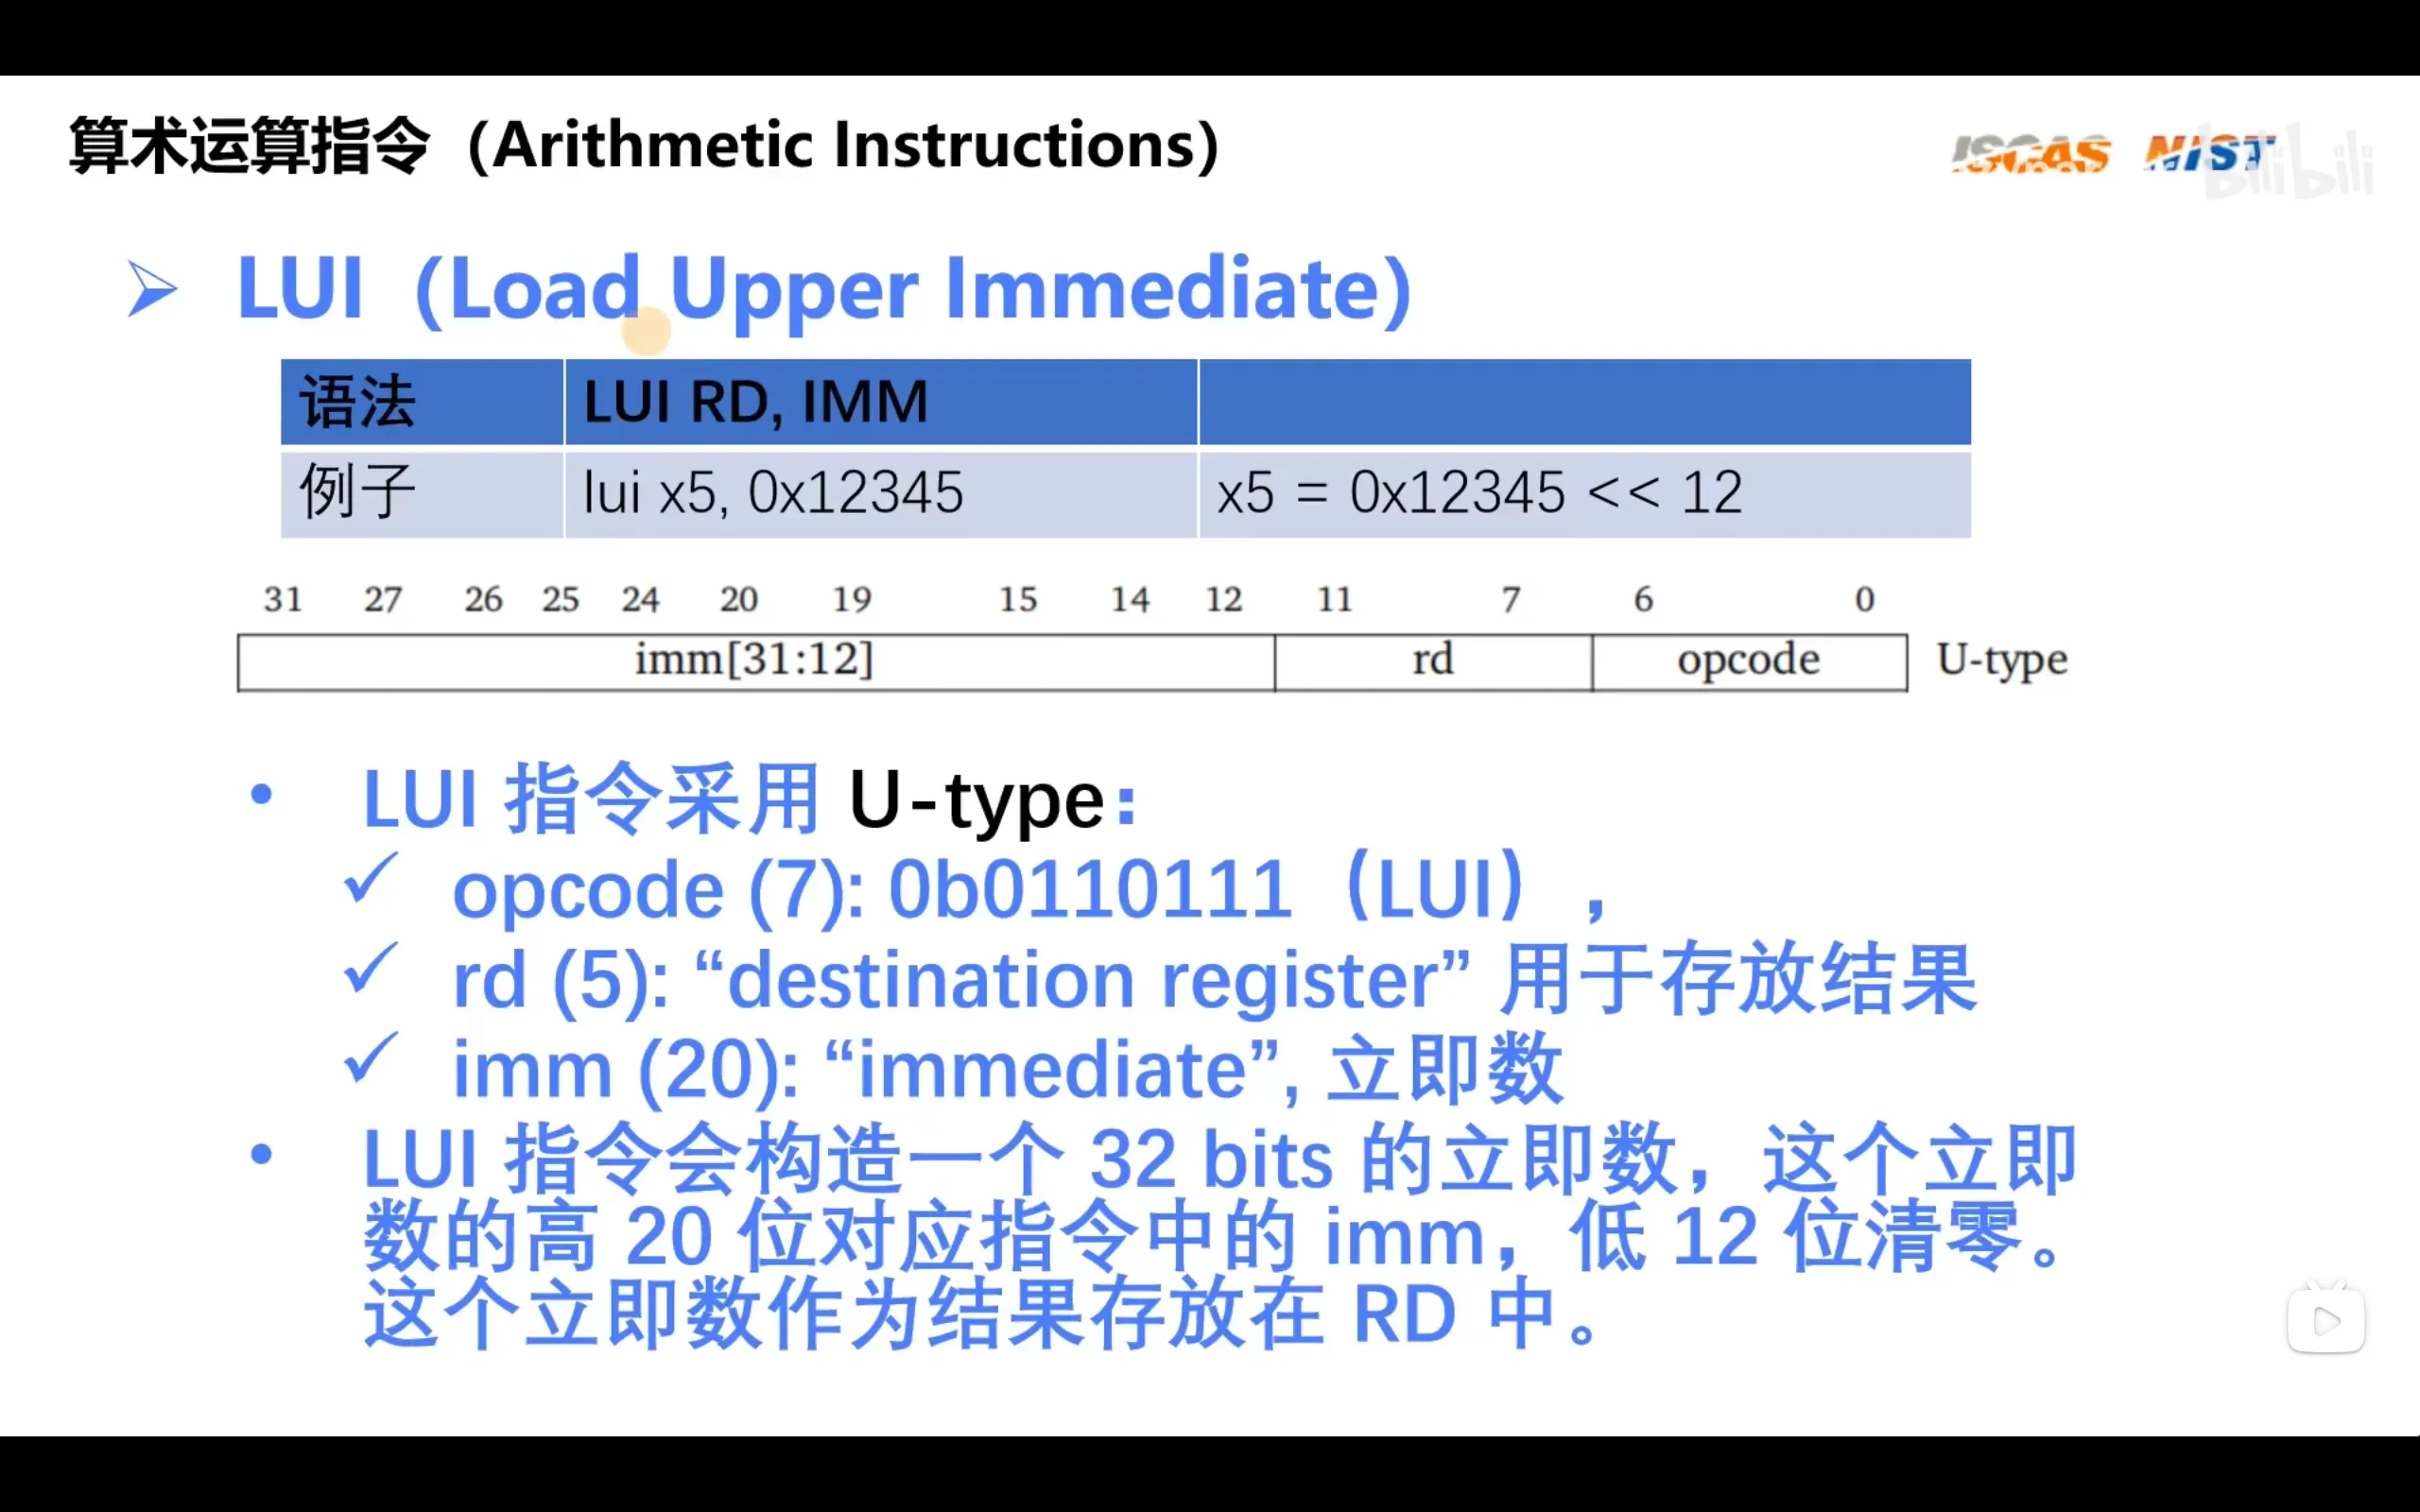 算术运算指令（Arithmetic Instructions）
ISCAS NIST
bilibili
➢ LUI（Load Upper Immediate）
语法 LUI RD, IMM
例子 lui x5, 0x12345 x5 = 0x12345 << 12
31 27 26 25 24 20 19 15 14 12 11 7 6 0
imm[31:12] rd opcode U-type
• LUI 指令采用 U-type：
✓ opcode (7): 0b0110111（LUI），
✓ rd (5): “destination register” 用于存放结果
✓ imm (20): “immediate”, 立即数
• LUI 指令会构造一个 32 bits 的立即数，这个立即
数的高 20 位对应指令中的 imm，低 12 位清零。
这个立即数作为结果存放在 RD 中。